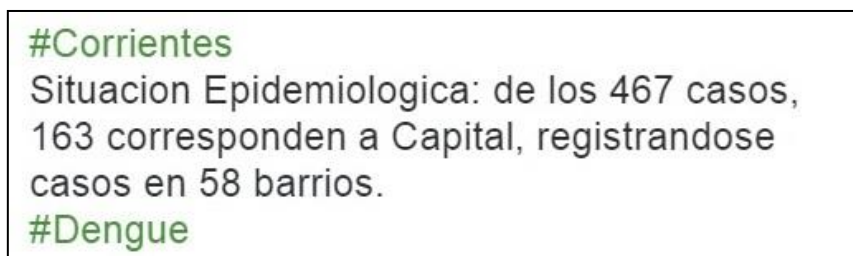 #Corrientes
Situacion Epidemiologica: de los 467 casos,
163 corresponden a Capital, registrandose
casos en 58 barrios.
#Dengue